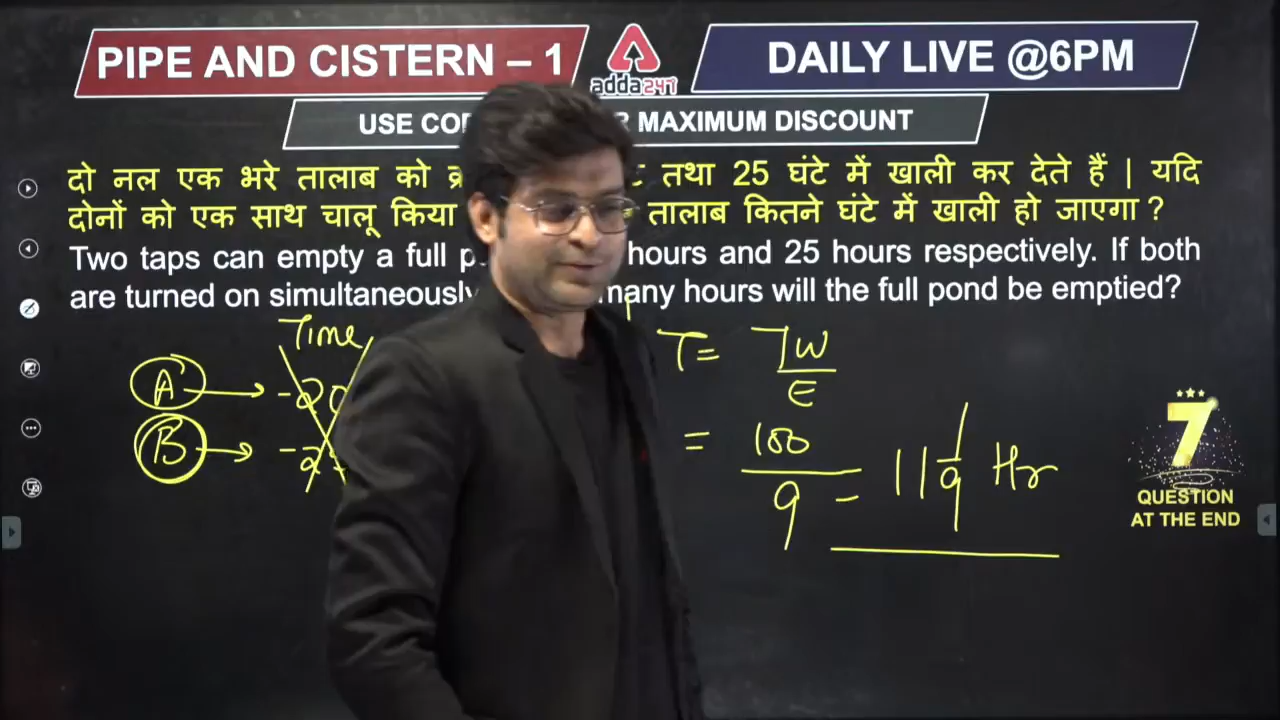 PIPE AND CISTERN – 1
adda247
DAILY LIVE @6PM
USE MAXIMUM DISCOUNT
दो नल एक भरे तालाब को तथा 25 घंटे में खाली कर देते हैं | यदि
दोनों को एक साथ चालू किया तालाब कितने घंटे में खाली हो जाएगा ?
Two taps can empty a full hours and 25 hours respectively. If both
are turned on simultaneously many hours will the full pond be emptied?
Time
A
B
T = TW/E
= 100/9 = 11 1/9 Hr
7
QUESTION
AT THE END